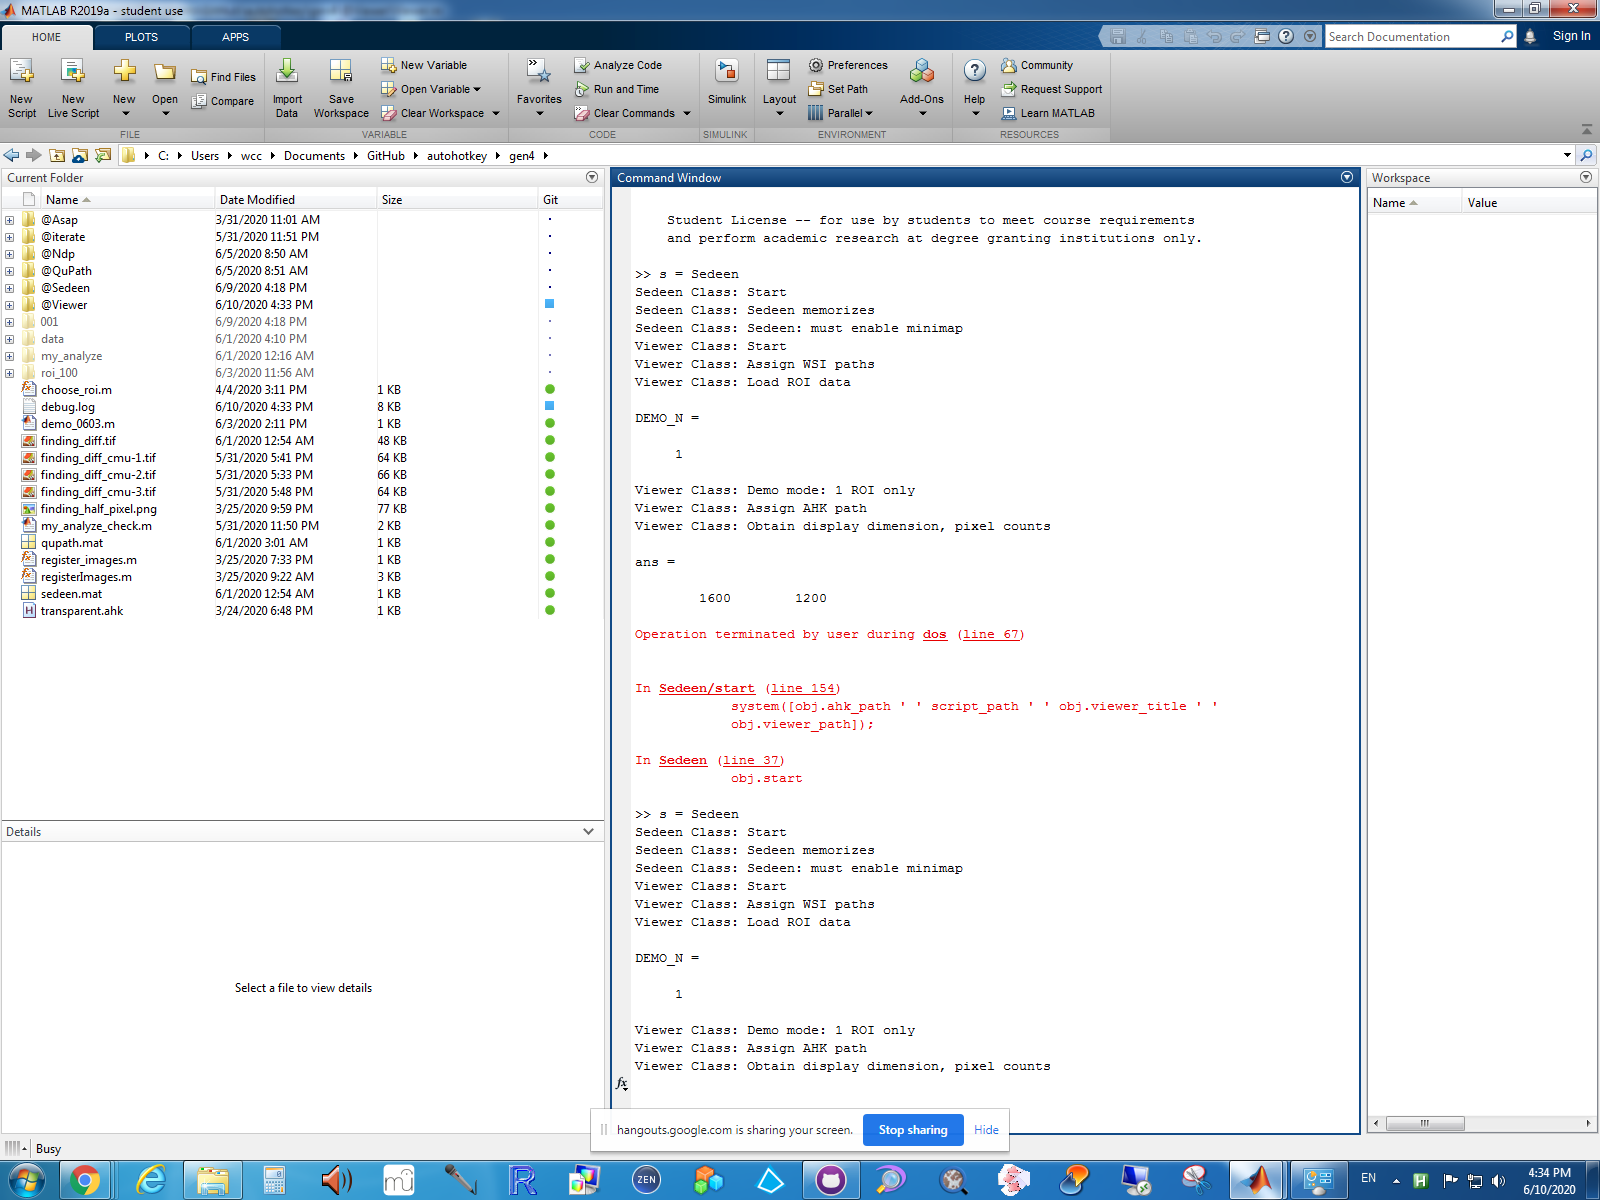 MATLAB R2019a - student use
HOME
PLOTS
APPS
Search Documentation
Sign In
New Script
New Live Script
New
Open
Find Files
Compare
FILE
Import Data
Save Workspace
New Variable
Open Variable
Clear Workspace
VARIABLE
Favorites
Analyze Code
Run and Time
Clear Commands
CODE
Simulink
SIMULINK
Layout
Preferences
Set Path
Parallel
ENVIRONMENT
Add-Ons
Help
Community
Request Support
Learn MATLAB
RESOURCES
C: Users wcc Documents GitHub autohotkey gen4
Current Folder
Name Date Modified Size Git
@Asap 3/31/2020 11:01 AM
@iterate 5/31/2020 11:51 PM
@Ndp 6/5/2020 8:50 AM
@QuPath 6/5/2020 8:51 AM
@Sedeen 6/9/2020 4:18 PM
@Viewer 6/10/2020 4:33 PM
001 6/9/2020 4:18 PM
data 6/1/2020 4:10 PM
my_analyze 6/1/2020 12:16 AM
roi_100 6/3/2020 11:56 AM
choose_roi.m 4/4/2020 3:11 PM 1 KB
debug.log 6/10/2020 4:33 PM 8 KB
demo_0603.m 6/3/2020 2:11 PM 1 KB
finding_diff.tif 6/1/2020 12:54 AM 48 KB
finding_diff_cmu-1.tif 5/31/2020 5:41 PM 64 KB
finding_diff_cmu-2.tif 5/31/2020 5:33 PM 66 KB
finding_diff_cmu-3.tif 5/31/2020 5:48 PM 64 KB
finding_half_pixel.png 3/25/2020 9:59 PM 77 KB
my_analyze_check.m 5/31/2020 11:50 PM 2 KB
qupath.mat 6/1/2020 3:01 AM 1 KB
register_images.m 3/25/2020 7:33 PM 1 KB
registerImages.m 3/25/2020 9:22 AM 3 KB
sedeen.mat 6/1/2020 12:54 AM 1 KB
transparent.ahk 3/24/2020 6:48 PM 1 KB
Details
Select a file to view details
Command Window
Student License -- for use by students to meet course requirements
and perform academic research at degree granting institutions only.
>> s = Sedeen
Sedeen Class: Start
Sedeen Class: Sedeen memorizes
Sedeen Class: Sedeen: must enable minimap
Viewer Class: Start
Viewer Class: Assign WSI paths
Viewer Class: Load ROI data
DEMO_N =
1
Viewer Class: Demo mode: 1 ROI only
Viewer Class: Assign AHK path
Viewer Class: Obtain display dimension, pixel counts
ans =
1600 1200
Operation terminated by user during dos (line 67)
In Sedeen/start (line 154)
system([obj.ahk_path ' ' script_path ' ' obj.viewer_title ' '
obj.viewer_path]);
In Sedeen (line 37)
obj.start
>> s = Sedeen
Sedeen Class: Start
Sedeen Class: Sedeen memorizes
Sedeen Class: Sedeen: must enable minimap
Viewer Class: Start
Viewer Class: Assign WSI paths
Viewer Class: Load ROI data
DEMO_N =
1
Viewer Class: Demo mode: 1 ROI only
Viewer Class: Assign AHK path
Viewer Class: Obtain display dimension, pixel counts
fx
Workspace
Name Value
hangouts.google.com is sharing your screen. Stop sharing Hide
Busy
ZEN
EN
4:34 PM
6/10/2020